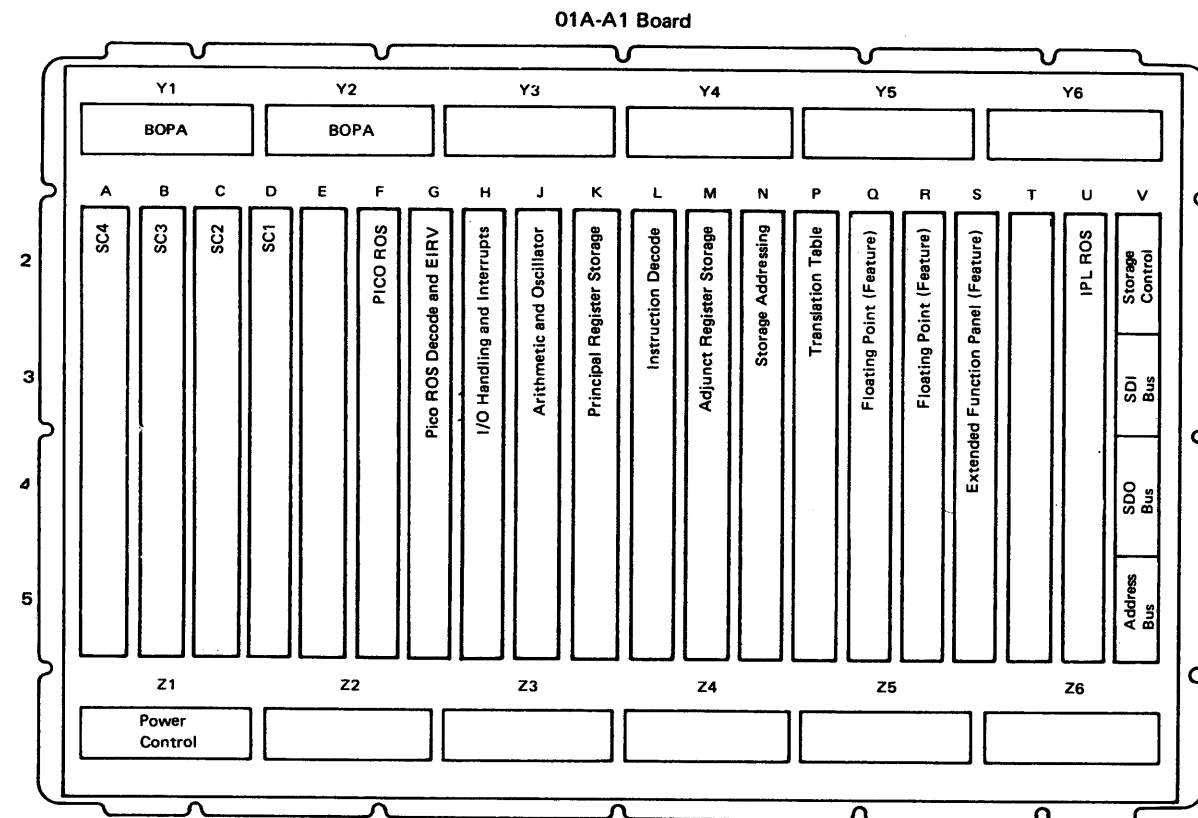 01A-A1 Board
Y1 Y2 Y3 Y4 Y5 Y6
BOPA BOPA
A B C D E F G H J K L M N P Q R S T U V
2
3
4
5
SC4
SC3
SC2
SC1
PICO ROS
Pico ROS Decode and EIRV
I/O Handling and Interrupts
Arithmetic and Oscillator
Principal Register Storage
Instruction Decode
Adjunct Register Storage
Storage Addressing
Translation Table
Floating Point (Feature)
Floating Point (Feature)
Extended Function Panel (Feature)
IPL ROS
Storage
Control
SDI
Bus
SDO
Bus
Address
Bus
Z1 Z2 Z3 Z4 Z5 Z6
Power
Control